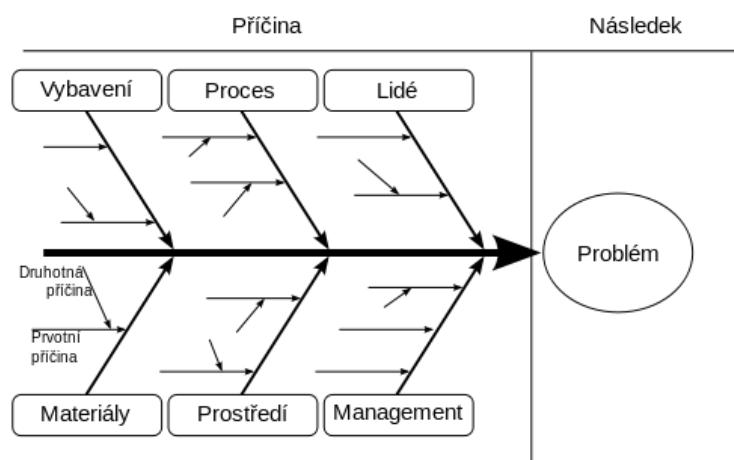 Příčina
Následek
Vybavení
Proces
Lidé
Problém
Druhotná
příčina
Prvotní
příčina
Materiály
Prostředí
Management